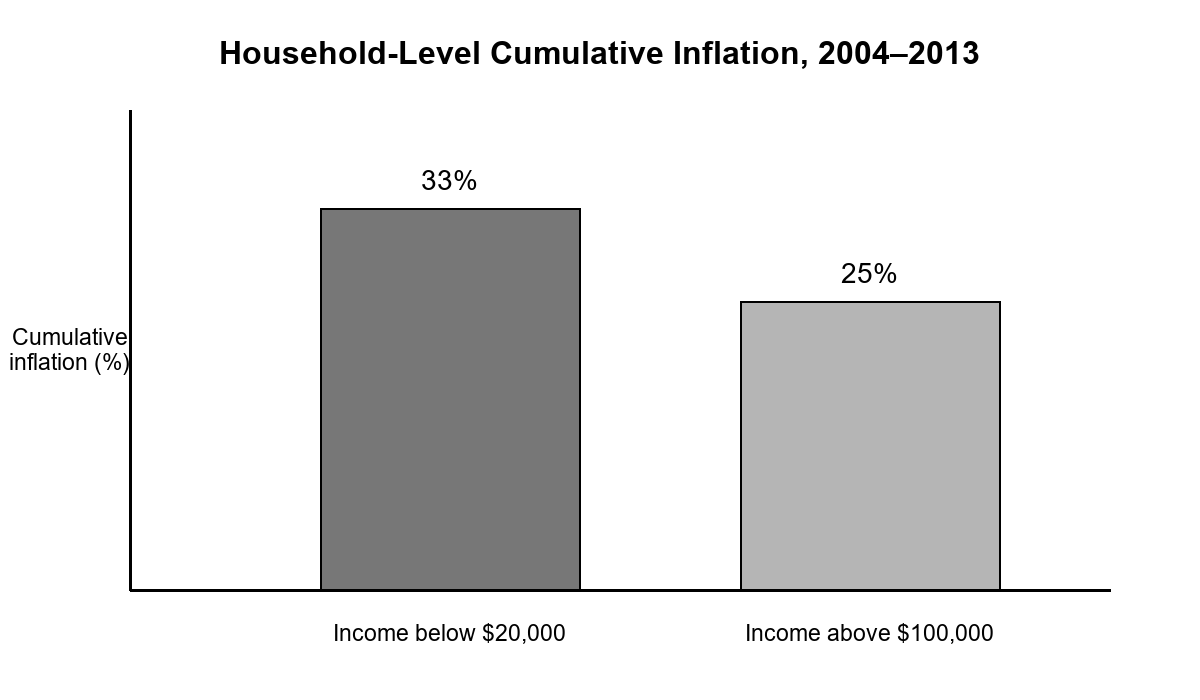 Household-Level Cumulative Inflation, 2004–2013
33%
25%
Cumulative
inflation (%)
Income below $20,000
Income above $100,000